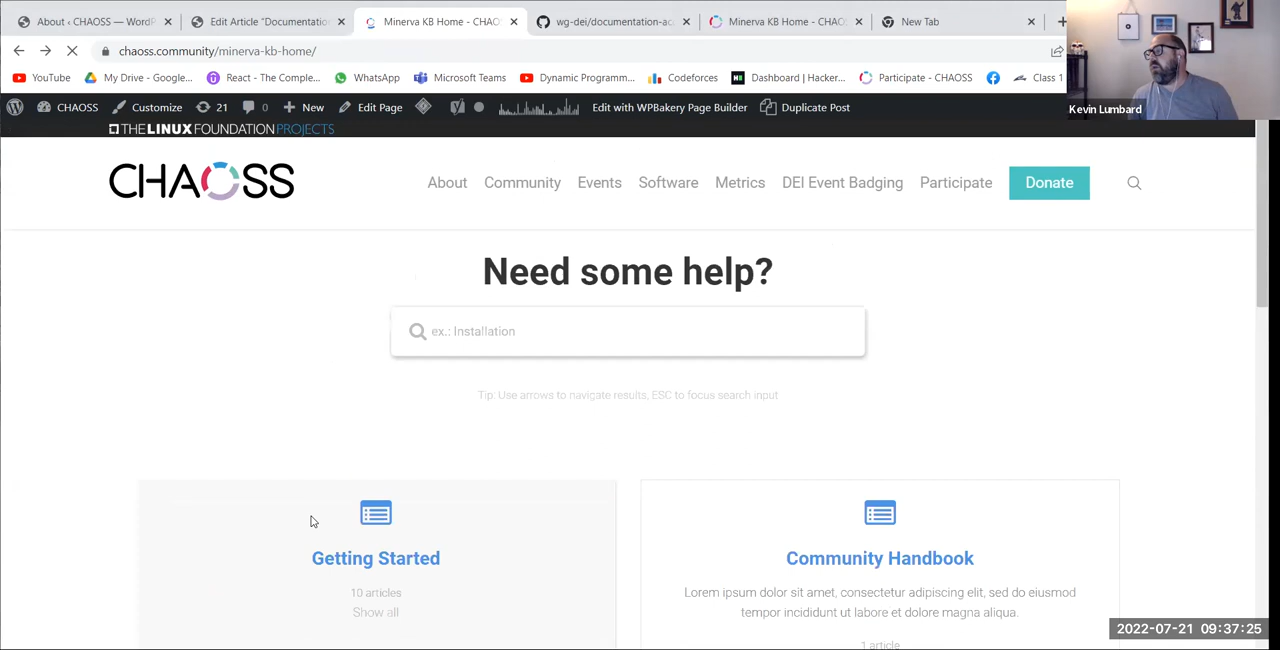 About ‹ CHAOSS — WordP
Edit Article "Documentatio
Minerva KB Home - CHAO
wg-dei/documentation-ac
Minerva KB Home - CHAO
New Tab
chaoss.community/minerva-kb-home/
YouTube
My Drive - Google...
React - The Comple...
WhatsApp
Microsoft Teams
Dynamic Programm...
Codeforces
Dashboard | Hacker...
Participate - CHAOSS
Class 1
Kevin Lumbard
CHAOSS
Customize
21
0
New
Edit Page
Edit with WPBakery Page Builder
Duplicate Post
THE LINUX FOUNDATION PROJECTS
CHAOSS
About
Community
Events
Software
Metrics
DEI Event Badging
Participate
Donate
Need some help?
ex.: Installation
Tip: Use arrows to navigate results, ESC to focus search input
Getting Started
10 articles
Show all
Community Handbook
Lorem ipsum dolor sit amet, consectetur adipiscing elit, sed do eiusmod
tempor incididunt ut labore et dolore magna aliqua.
1 article
2022-07-21 09:37:25